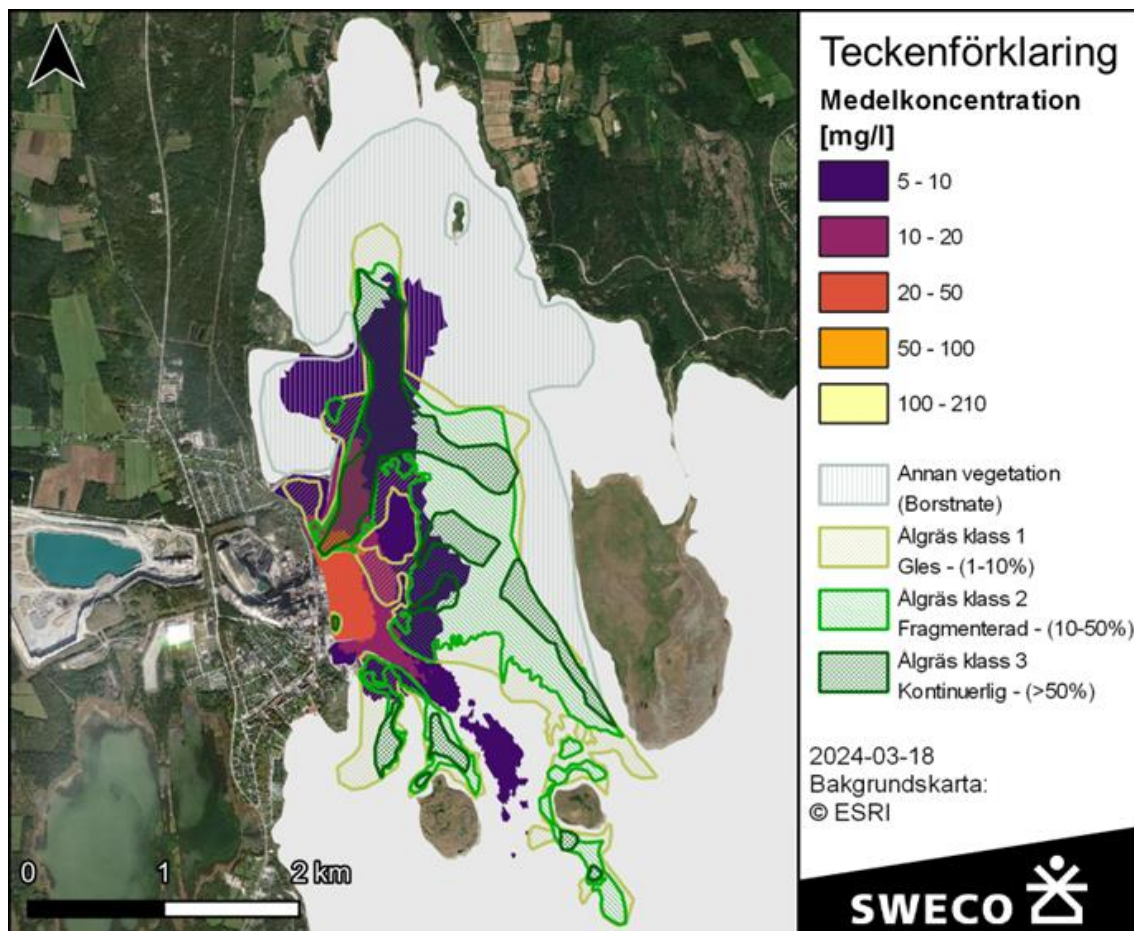 Teckenförklaring
Medelkoncentration
[mg/l]
5 - 10
10 - 20
20 - 50
50 - 100
100 - 210
Annan vegetation
(Borstnate)
Ålgräs klass 1
Gles - (1-10%)
Ålgräs klass 2
Fragmenterad - (10-50%)
Ålgräs klass 3
Kontinuerlig - (>50%)
2024-03-18
Bakgrundskarta:
© ESRI
0 1 2 km
SWECO